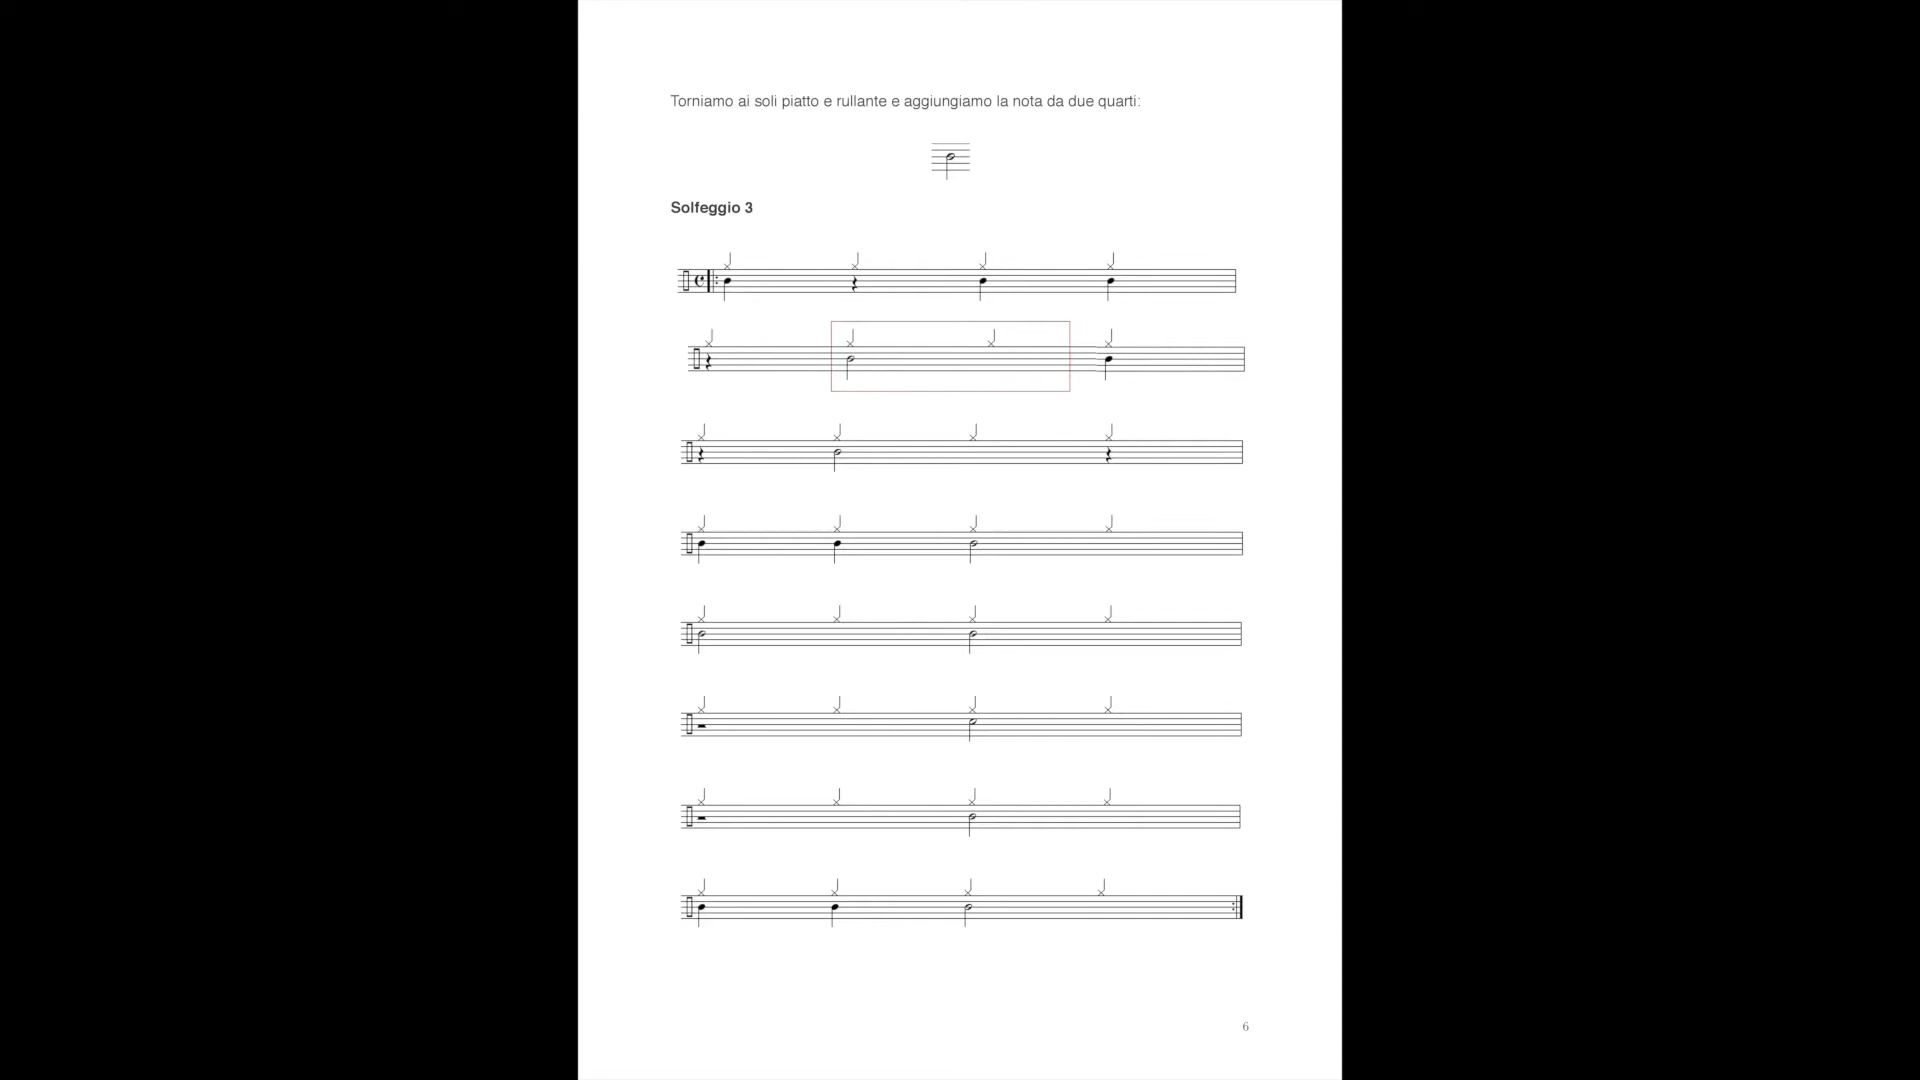 Torniamo ai soli piatto e rullante e aggiungiamo la nota da due quarti:
Solfeggio 3
6